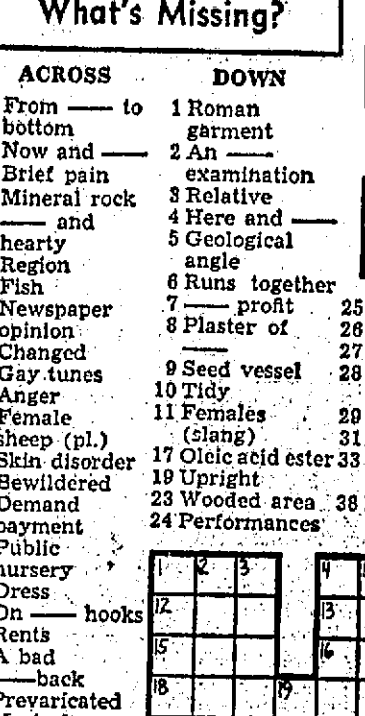 What's Missing?
ACROSS
From —— to
bottom
Now and ——
Brief pain
Mineral rock
—— and
hearty
Region
Fish
Newspaper
opinion
Changed
Gay tunes
Anger
Female
sheep (pl.)
Skin disorder
Bewildered
Demand
payment
Public
nursery
Dress
On —— hooks
Rents
A bad
——back
Prevaricated
DOWN
1 Roman
garment
2 An ——
examination
3 Relative
4 Here and ——
5 Geological
angle
6 Runs together
7 —— profit
8 Plaster of
——
9 Seed vessel
10 Tidy
11 Females
(slang)
17 Oleic acid ester
19 Upright
23 Wooded area
24 Performances
25
26
27
28
29
31
33
38
1 2 3 4
12 13
15 16
18 19